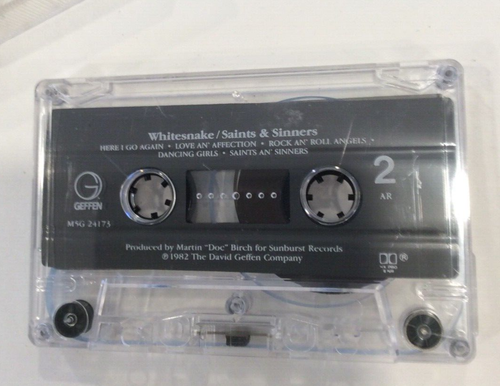 Whitesnake/Saints & Sinners
HERE I GO AGAIN • LOVE AN' AFFECTION • ROCK AN' ROLL ANGELS •
DANCING GIRLS • SAINTS AN' SINNERS
2
AR
GEFFEN
M5G 24173
Produced by Martin "Doc" Birch for Sunburst Records
℗1982 The David Geffen Company